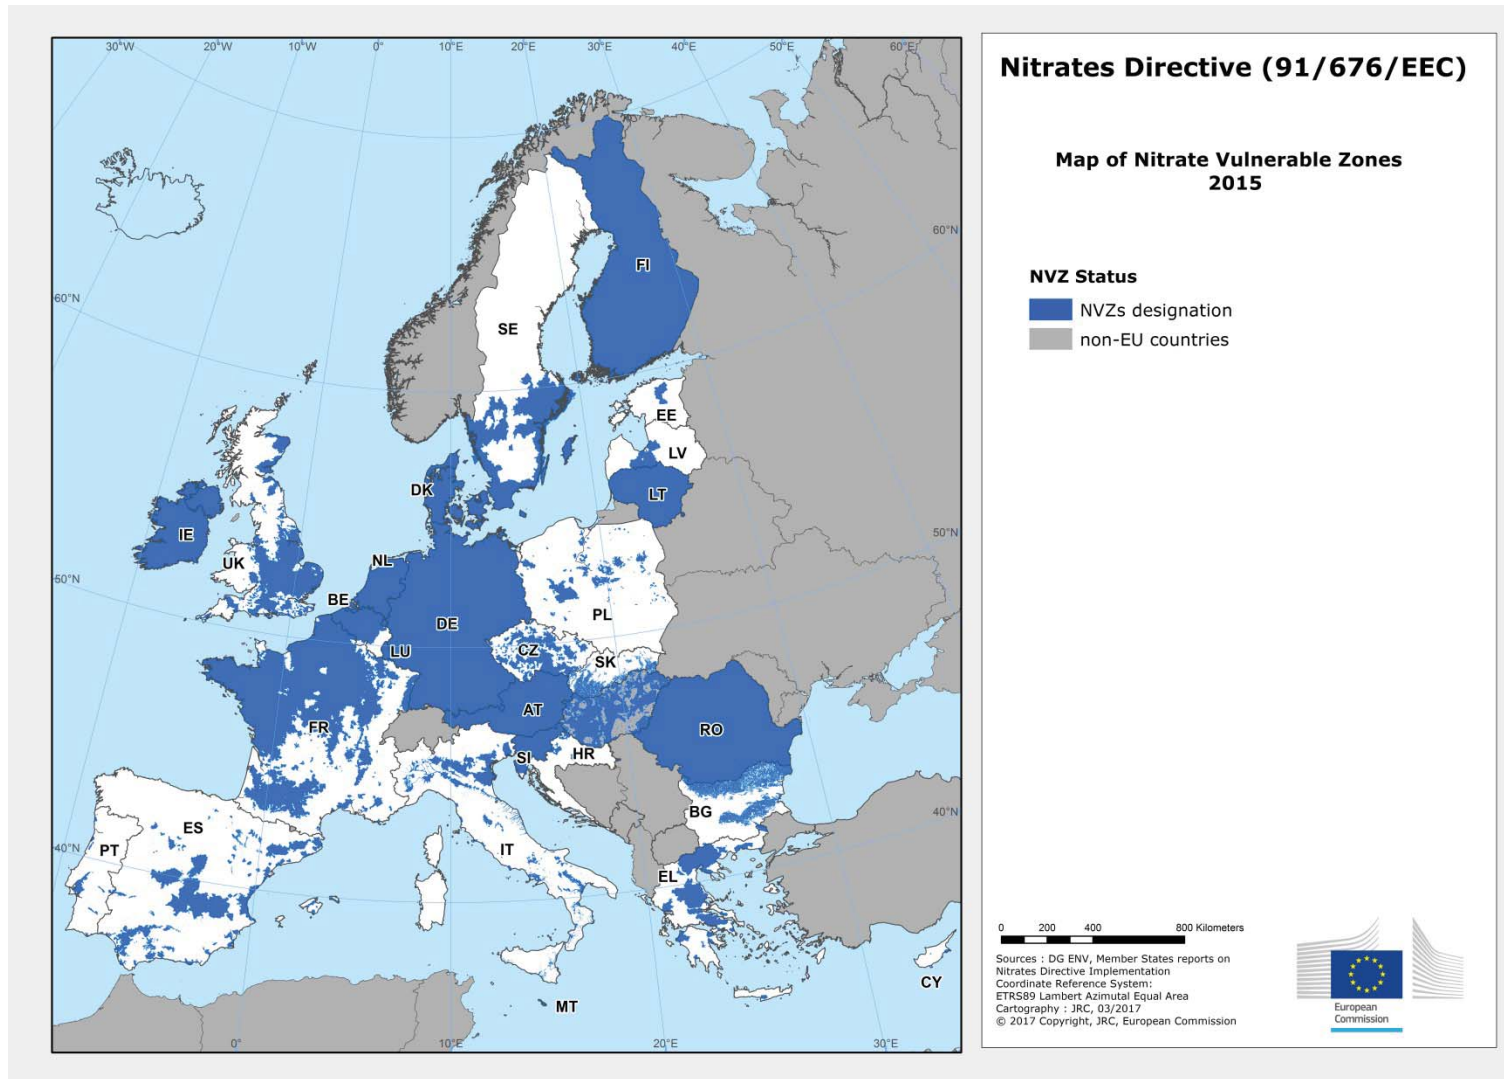 30°W 20°W 10°W 0° 10°E 20°E 30°E 40°E 50°E 60°E
60°N
60°N
50°N
50°N
40°N
40°N
0° 10°E 20°E 30°E
FI
SE
EE
LV
DK
LT
IE
NL
UK
BE
PL
DE
LU
CZ
SK
AT
FR
RO
SI
HR
BG
ES
PT
IT
EL
CY
MT
Nitrates Directive (91/676/EEC)
Map of Nitrate Vulnerable Zones
2015
NVZ Status
NVZs designation
non-EU countries
0 200 400 800 Kilometers
Sources : DG ENV, Member States reports on
Nitrates Directive Implementation
Coordinate Reference System:
ETRS89 Lambert Azimutal Equal Area
Cartography : JRC, 03/2017
© 2017 Copyright, JRC, European Commission
European
Commission